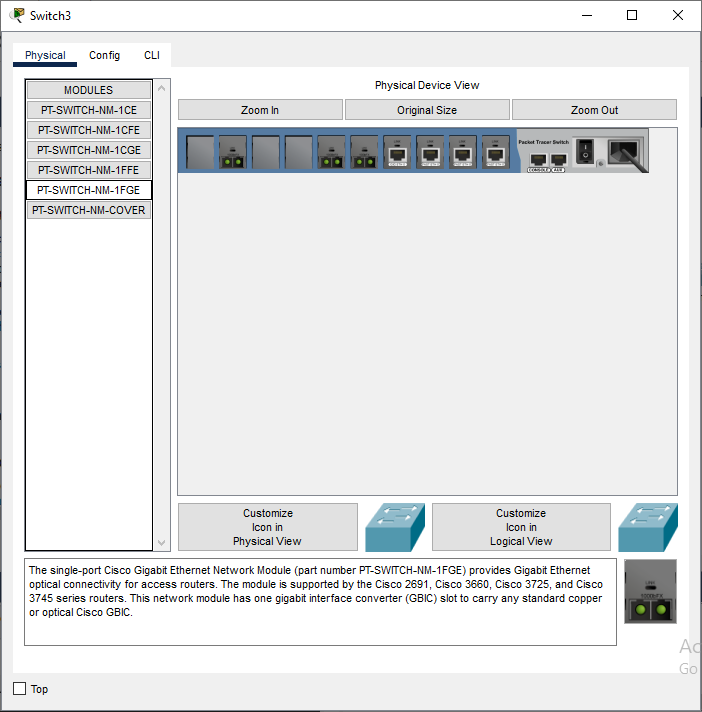 Switch3
Physical
Config
CLI
MODULES
PT-SWITCH-NM-1CE
PT-SWITCH-NM-1CFE
PT-SWITCH-NM-1CGE
PT-SWITCH-NM-1FFE
PT-SWITCH-NM-1FGE
PT-SWITCH-NM-COVER
Physical Device View
Zoom In
Original Size
Zoom Out
Packet Tracer Switch
CONSOLE
AUX
Customize
Icon in
Physical View
Customize
Icon in
Logical View
The single-port Cisco Gigabit Ethernet Network Module (part number PT-SWITCH-NM-1FGE) provides Gigabit Ethernet
optical connectivity for access routers. The module is supported by the Cisco 2691, Cisco 3660, Cisco 3725, and Cisco
3745 series routers. This network module has one gigabit interface converter (GBIC) slot to carry any standard copper
or optical Cisco GBIC.
Ac
Go
Top